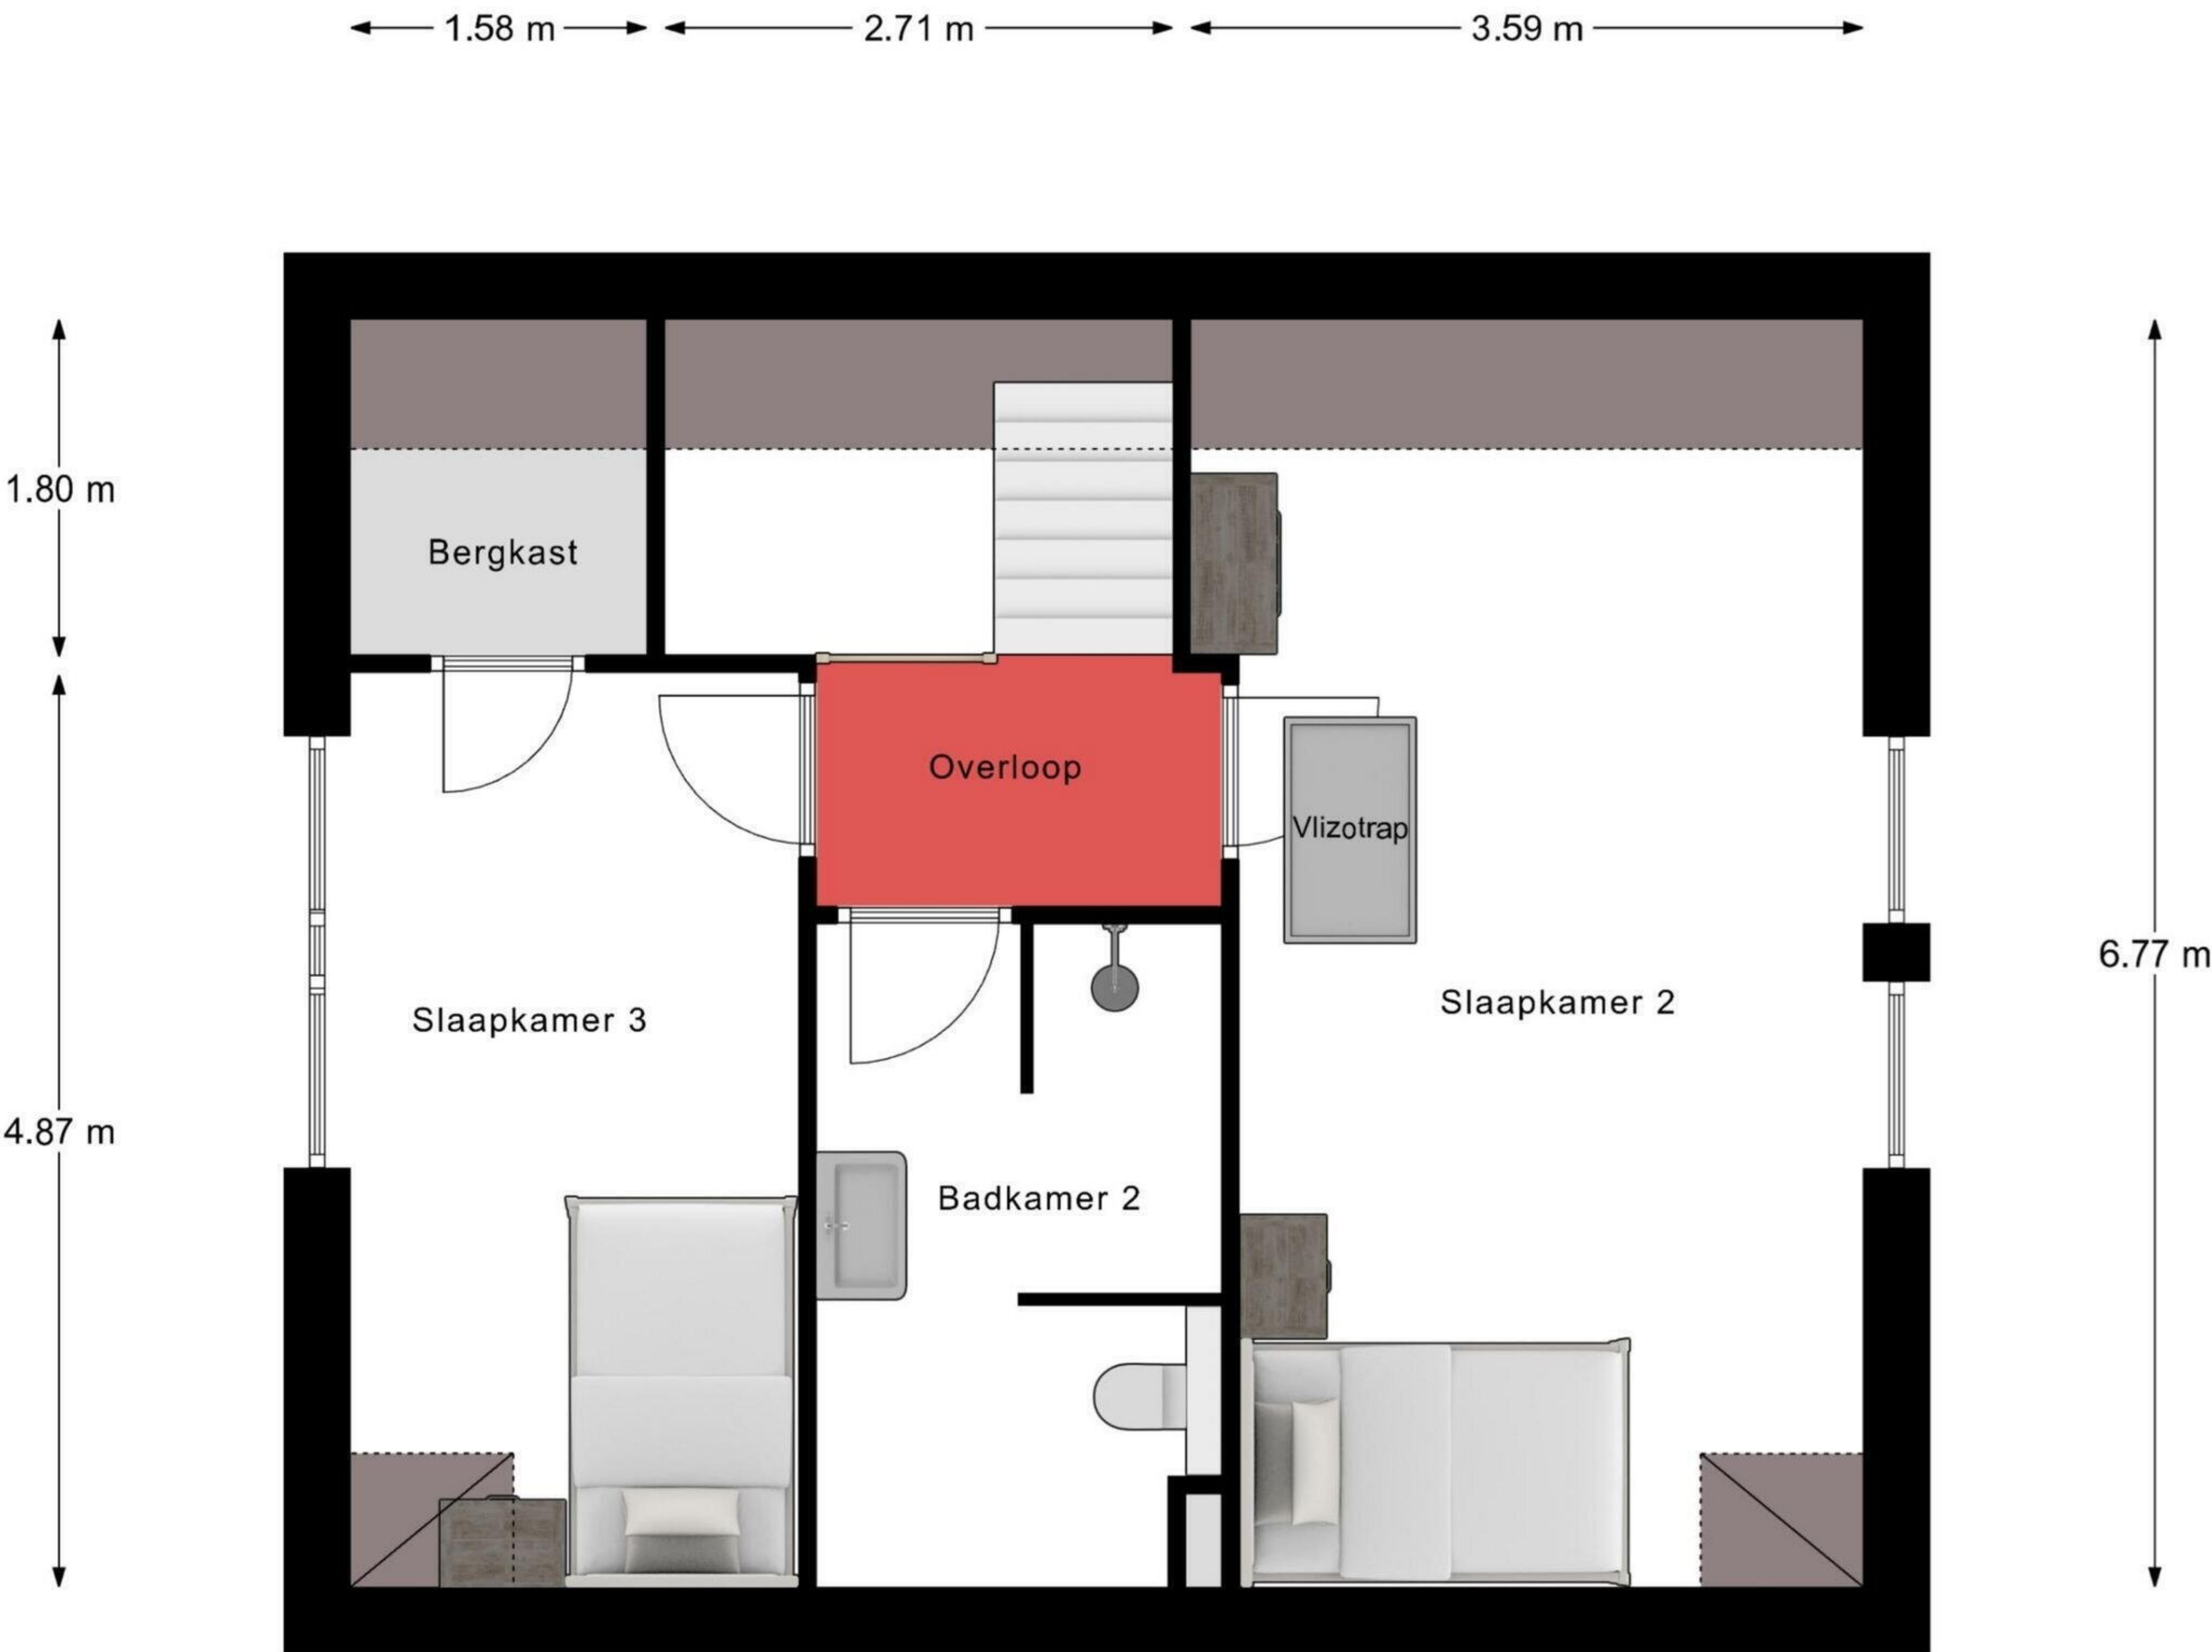 1.58 m
2.71 m
3.59 m
1.80 m
Bergkast
Overloop
Vlizotrap
6.77 m
Slaapkamer 3
Slaapkamer 2
4.87 m
Badkamer 2